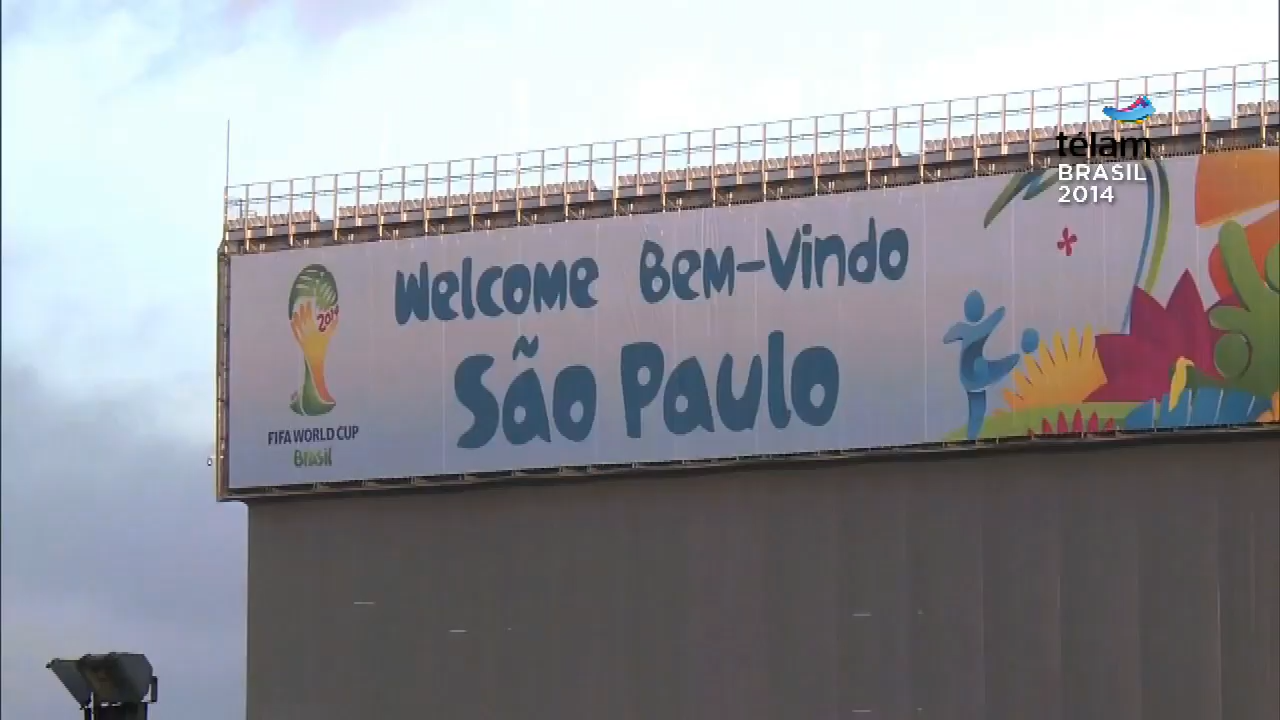 télam
BRASIL
2014
Welcome Bem-Vindo
São Paulo
2014
FIFA WORLD CUP
Brasil